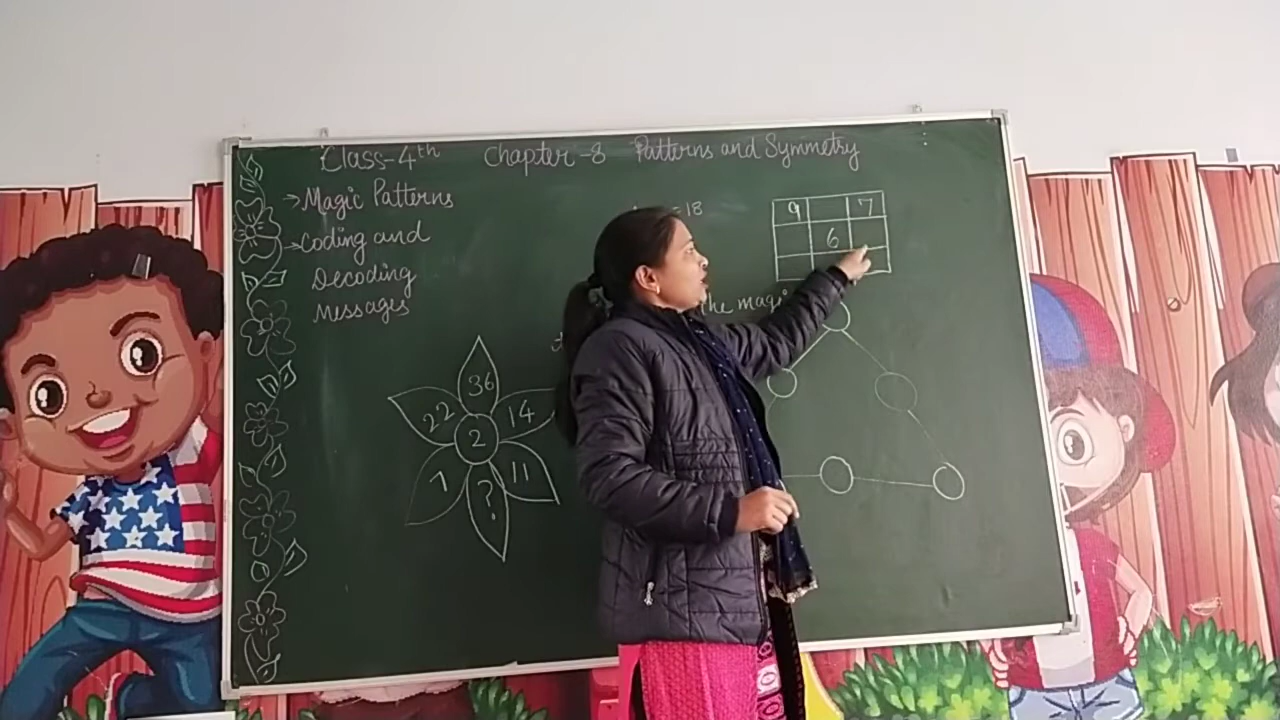 Class-4th Chapter-8 Patterns and Symmetry
→ Magic Patterns
→ Coding and
Decoding
Messages
= 18
9 7
6
the magi
36
22 14
2
7 11
?